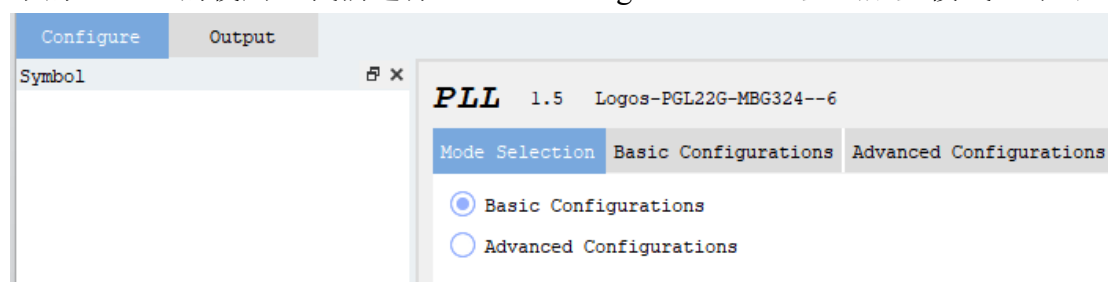 Configure Output
Symbol
PLL 1.5 Logos-PGL22G-MBG324--6
Mode Selection Basic Configurations Advanced Configurations
Basic Configurations
Advanced Configurations